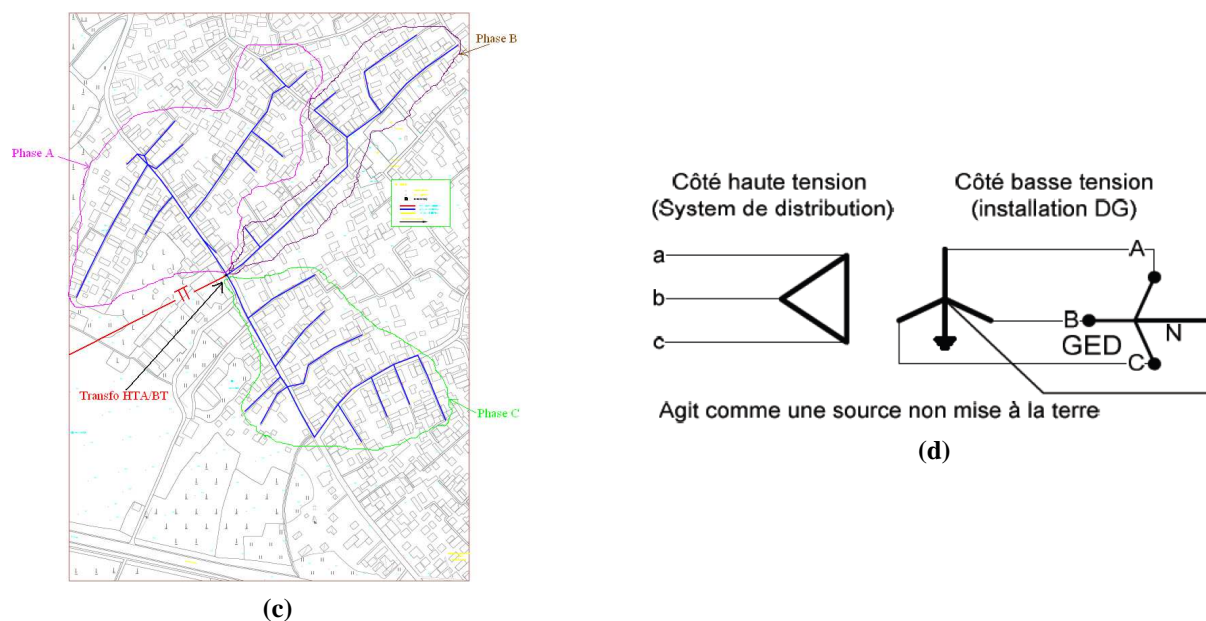 Phase B
Phase A
Transfo HTA/BT
Phase C
(c)
Côté haute tension
(System de distribution)
Côté basse tension
(installation DG)
a
b
c
A
B
GED
C
N
Agit comme une source non mise à la terre
(d)